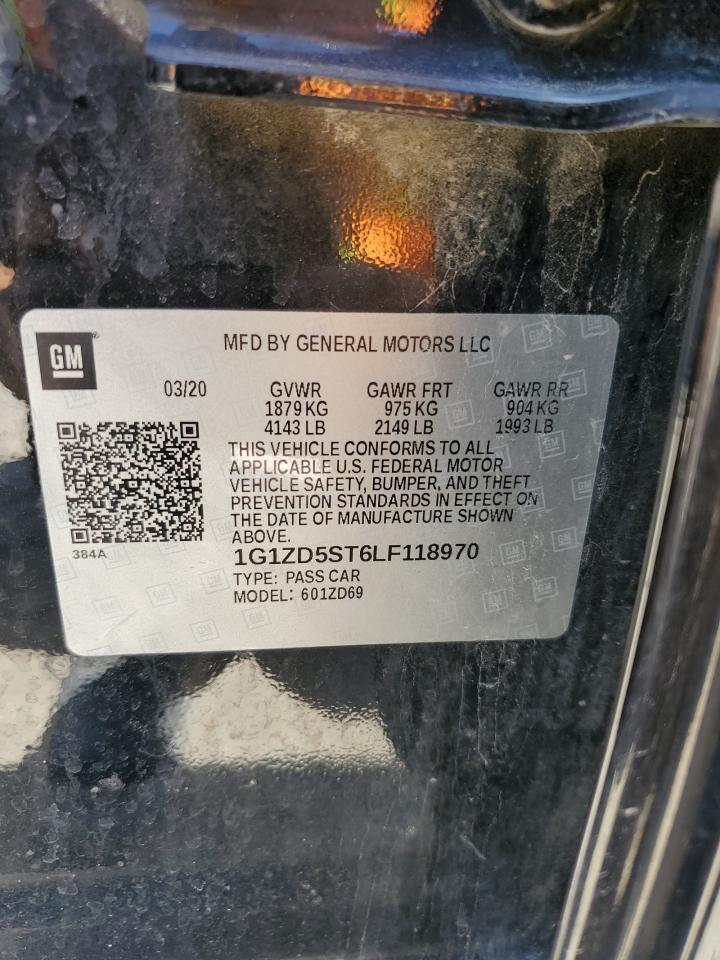 GM
MFD BY GENERAL MOTORS LLC
03/20 GVWR GAWR FRT GAWR RR
1879 KG 975 KG 904 KG
4143 LB 2149 LB 1993 LB
THIS VEHICLE CONFORMS TO ALL
APPLICABLE U.S. FEDERAL MOTOR
VEHICLE SAFETY, BUMPER, AND THEFT
PREVENTION STANDARDS IN EFFECT ON
THE DATE OF MANUFACTURE SHOWN
ABOVE.
384A
1G1ZD5ST6LF118970
TYPE: PASS CAR
MODEL: 601ZD69